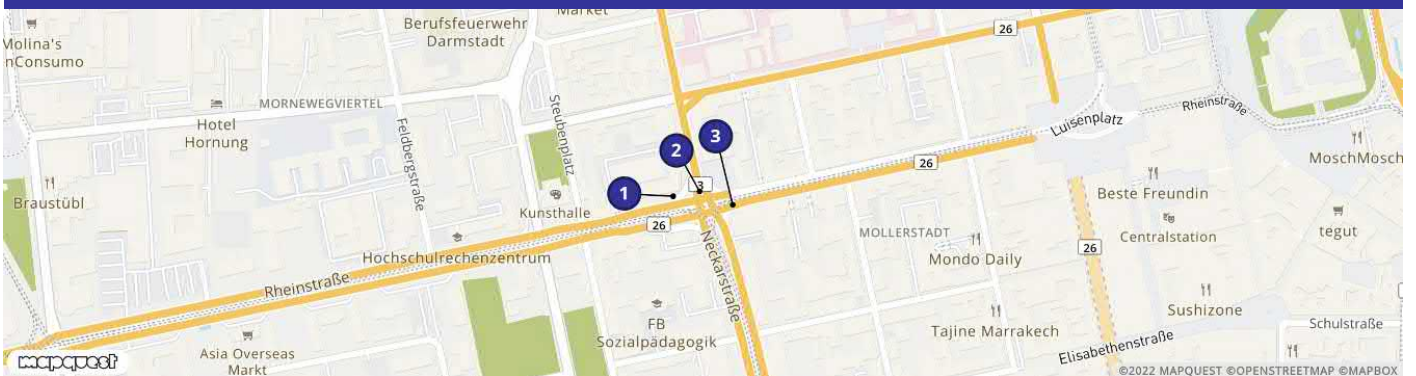 Market
Berufsfeuerwehr
Darmstadt
Molina's
nConsumo
26
MORNEWEGVIERTEL
Hotel
Hornung
Feldbergstraße
Steubenplatz
Rheinstraße
Luisenplatz
3
2
3
1
26
MoschMosch
Braustübl
Kunsthalle
26
Beste Freundin
Centralstation
tegut
MOLLERSTADT
26
Mondo Daily
Hochschulrechenzentrum
Neckarstraße
Rheinstraße
FB
Sozialpädagogik
Tajine Marrakech
Sushizone
Schulstraße
Elisabethenstraße
Asia Overseas
Markt
mapquest
©2022 MAPQUEST ©OPENSTREETMAP ©MAPBOX